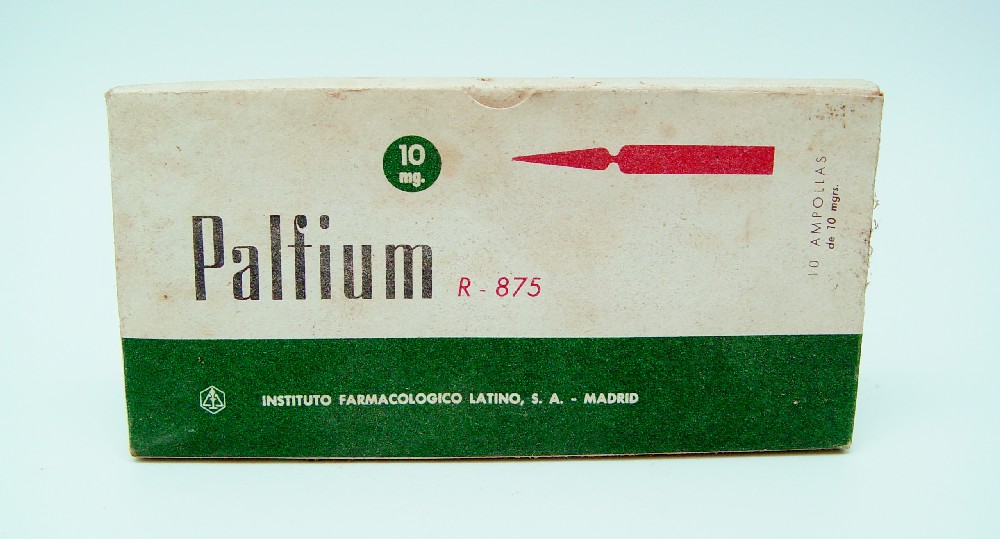 10
mg.
Palfium
R - 875
10 AMPOLLAS
de 10 mgrs.
INSTITUTO FARMACOLOGICO LATINO, S. A. - MADRID